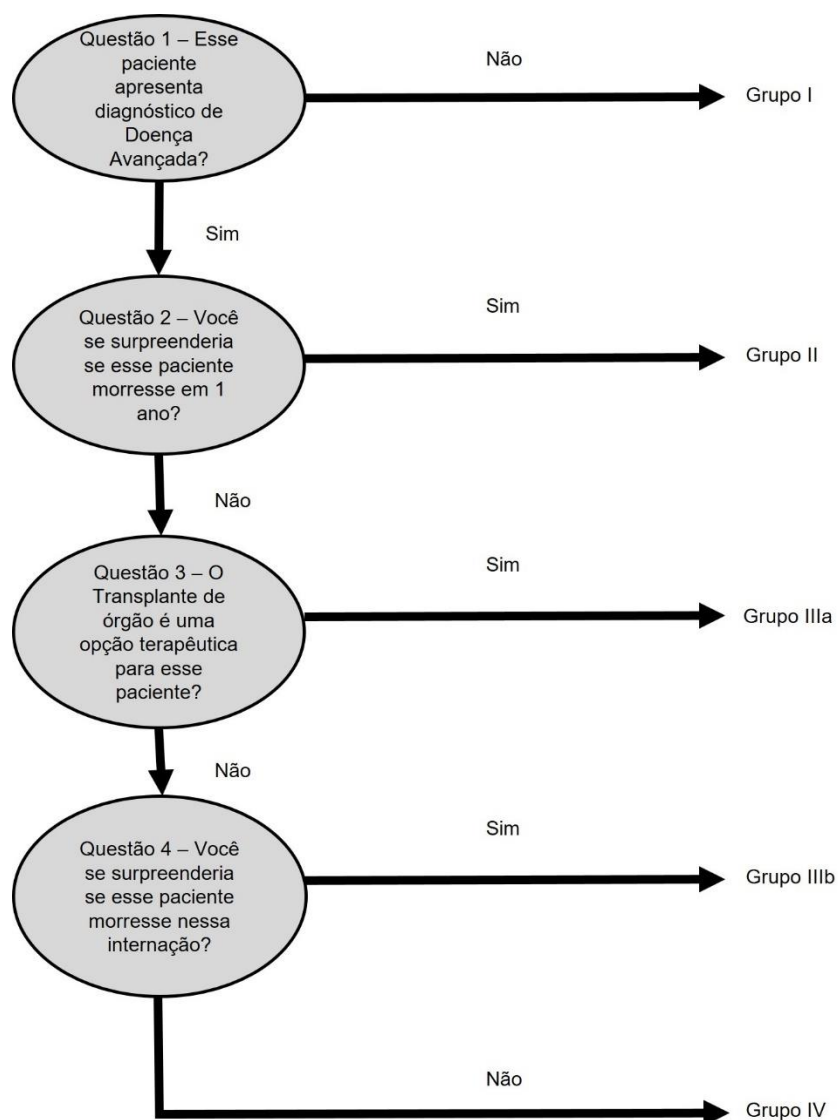 Questão 1 – Esse
paciente
apresenta
diagnóstico de
Doença
Avançada?
Não
Grupo I
Sim
Questão 2 – Você
se surpreenderia
se esse paciente
morresse em 1
ano?
Sim
Grupo II
Não
Questão 3 – O
Transplante de
órgão é uma
opção terapêutica
para esse
paciente?
Sim
Grupo IIIa
Não
Questão 4 – Você
se surpreenderia
se esse paciente
morresse nessa
internação?
Sim
Grupo IIIb
Não
Grupo IV